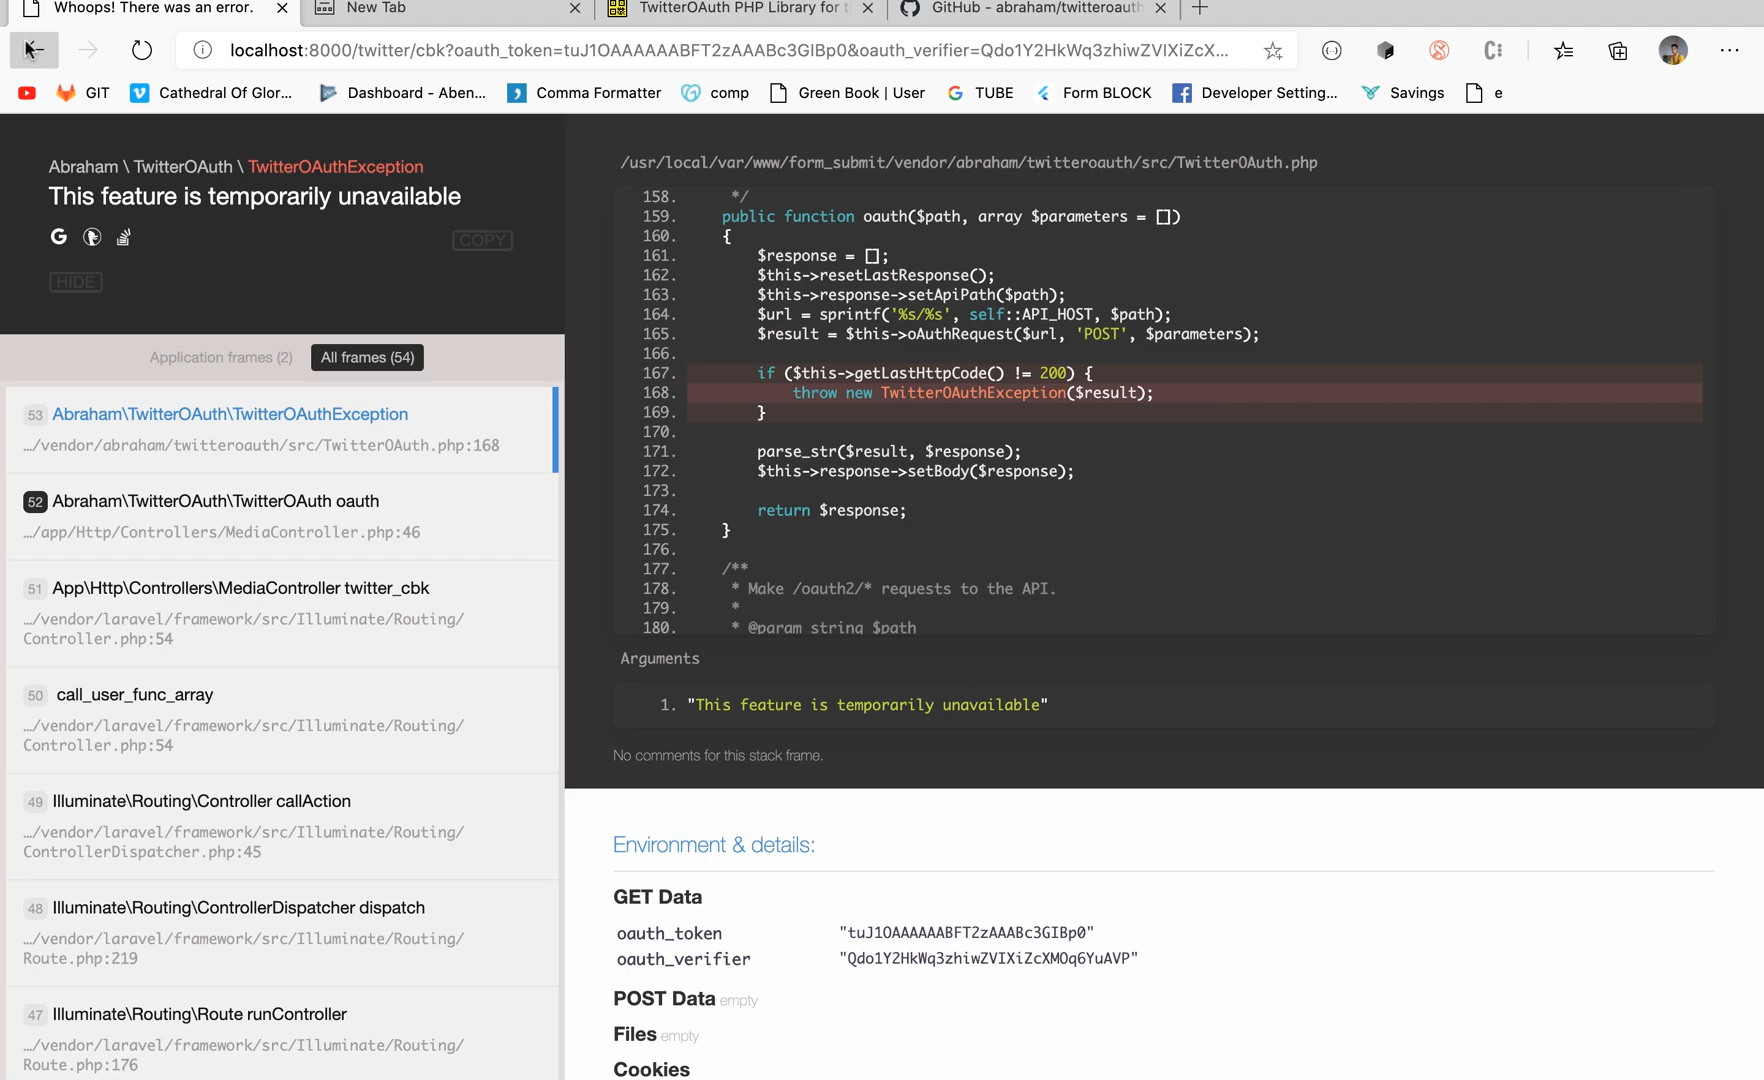 Whoops! There was an error.
New Tab
TwitterOAuth PHP Library for t
GitHub - abraham/twitteroauth
localhost:8000/twitter/cbk?oauth_token=tuJ1OAAAAAABFT2zAAABc3GIBp0&oauth_verifier=Qdo1Y2HkWq3zhiwZVIXiZcX...
GIT
Cathedral Of Glor...
Dashboard - Aben...
Comma Formatter
comp
Green Book | User
TUBE
Form BLOCK
Developer Setting...
Savings
e
Abraham \ TwitterOAuth \ TwitterOAuthException
This feature is temporarily unavailable
COPY
HIDE
Application frames (2)
All frames (54)
53 Abraham\TwitterOAuth\TwitterOAuthException
…/vendor/abraham/twitteroauth/src/TwitterOAuth.php:168
52 Abraham\TwitterOAuth\TwitterOAuth oauth
…/app/Http/Controllers/MediaController.php:46
51 App\Http\Controllers\MediaController twitter_cbk
…/vendor/laravel/framework/src/Illuminate/Routing/
Controller.php:54
50 call_user_func_array
…/vendor/laravel/framework/src/Illuminate/Routing/
Controller.php:54
49 Illuminate\Routing\Controller callAction
…/vendor/laravel/framework/src/Illuminate/Routing/
ControllerDispatcher.php:45
48 Illuminate\Routing\ControllerDispatcher dispatch
…/vendor/laravel/framework/src/Illuminate/Routing/
Route.php:219
47 Illuminate\Routing\Route runController
…/vendor/laravel/framework/src/Illuminate/Routing/
Route.php:176
/usr/local/var/www/form_submit/vendor/abraham/twitteroauth/src/TwitterOAuth.php
158. */
159. public function oauth($path, array $parameters = [])
160. {
161. $response = [];
162. $this->resetLastResponse();
163. $this->response->setApiPath($path);
164. $url = sprintf('%s/%s', self::API_HOST, $path);
165. $result = $this->oAuthRequest($url, 'POST', $parameters);
166.
167. if ($this->getLastHttpCode() != 200) {
168. throw new TwitterOAuthException($result);
169. }
170.
171. parse_str($result, $response);
172. $this->response->setBody($response);
173.
174. return $response;
175. }
176.
177. /**
178. * Make /oauth2/* requests to the API.
179. *
180. * @param string $path
Arguments
1. "This feature is temporarily unavailable"
No comments for this stack frame.
Environment & details:
GET Data
oauth_token "tuJ1OAAAAAABFT2zAAABc3GIBp0"
oauth_verifier "Qdo1Y2HkWq3zhiwZVIXiZcXMOq6YuAVP"
POST Data empty
Files empty
Cookies